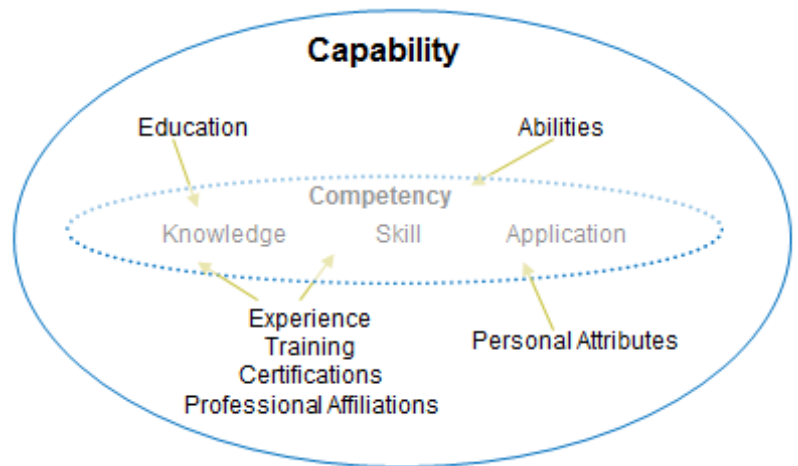 Capability
Education Abilities
Competency
Knowledge Skill Application
Experience
Training
Certifications
Professional Affiliations
Personal Attributes